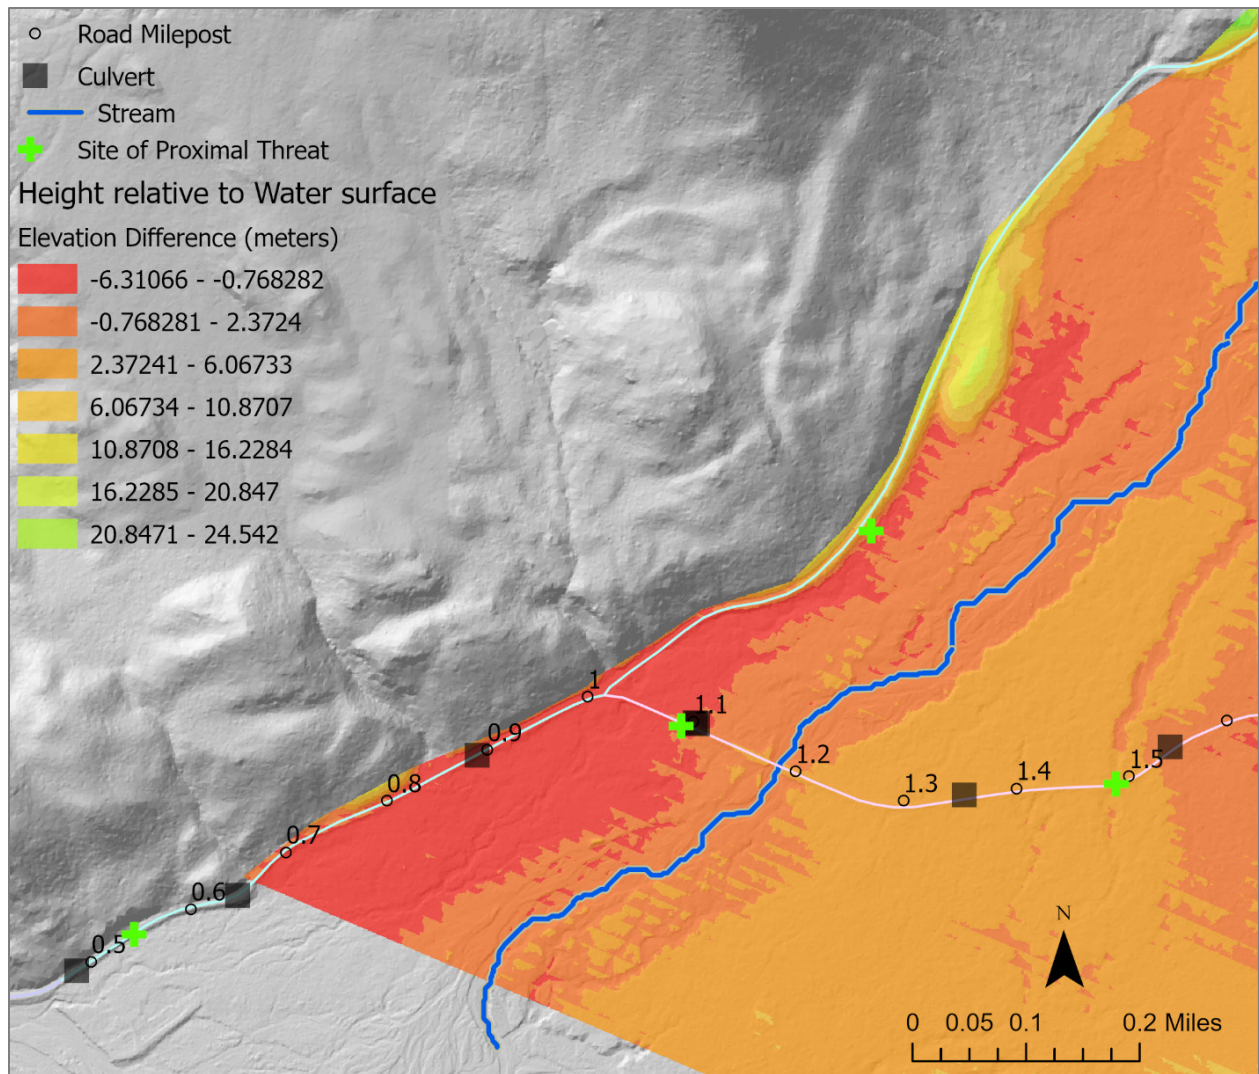 Road Milepost
Culvert
Stream
Site of Proximal Threat
Height relative to Water surface
Elevation Difference (meters)
-6.31066 - -0.768282
-0.768281 - 2.3724
2.37241 - 6.06733
6.06734 - 10.8707
10.8708 - 16.2284
16.2285 - 20.847
20.8471 - 24.542
1
1.1
0.9
1.2
1.5
0.8
1.3
1.4
0.7
0.6
0.5
N
0 0.05 0.1 0.2 Miles